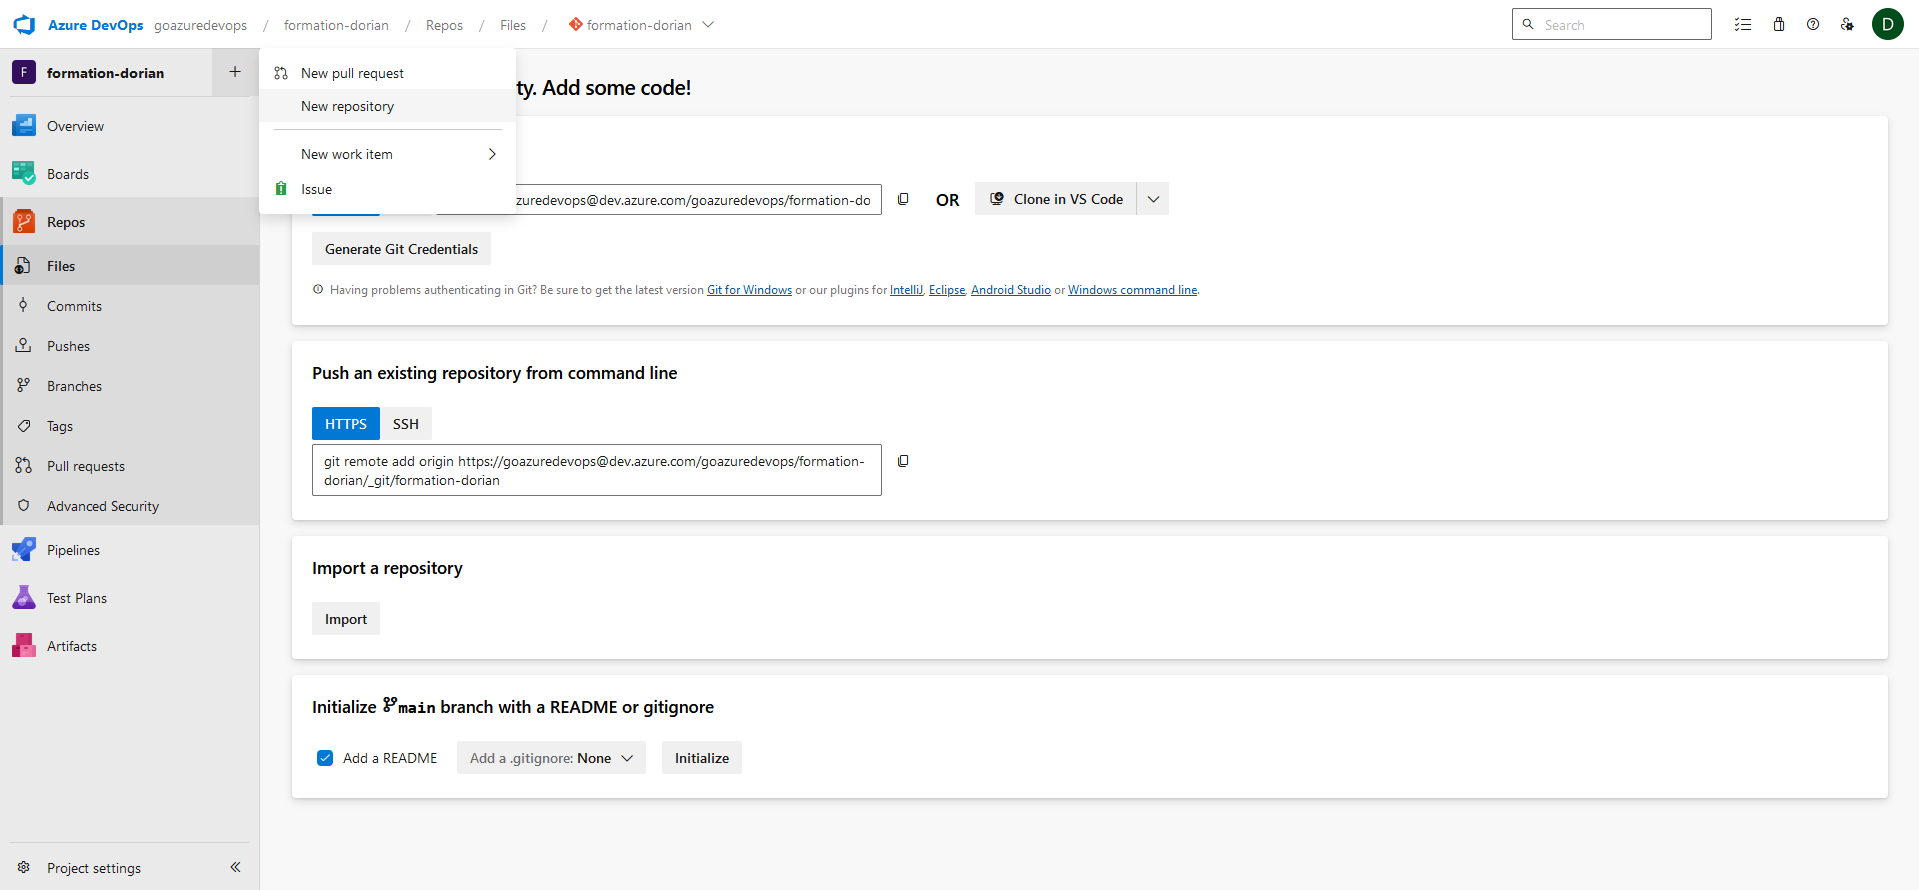 Azure DevOps goazuredevops / formation-dorian / Repos / Files / formation-dorian
Search
D
F formation-dorian +
New pull request
New repository
New work item
Issue
ty. Add some code!
Overview
Boards
Repos
Files
Commits
Pushes
Branches
Tags
Pull requests
Advanced Security
Pipelines
Test Plans
Artifacts
Project settings
zuredevops@dev.azure.com/goazuredevops/formation-do
OR
Clone in VS Code
Generate Git Credentials
Having problems authenticating in Git? Be sure to get the latest version Git for Windows or our plugins for IntelliJ, Eclipse, Android Studio or Windows command line.
Push an existing repository from command line
HTTPS SSH
git remote add origin https://goazuredevops@dev.azure.com/goazuredevops/formation-
dorian/_git/formation-dorian
Import a repository
Import
Initialize main branch with a README or gitignore
Add a README
Add a .gitignore: None
Initialize